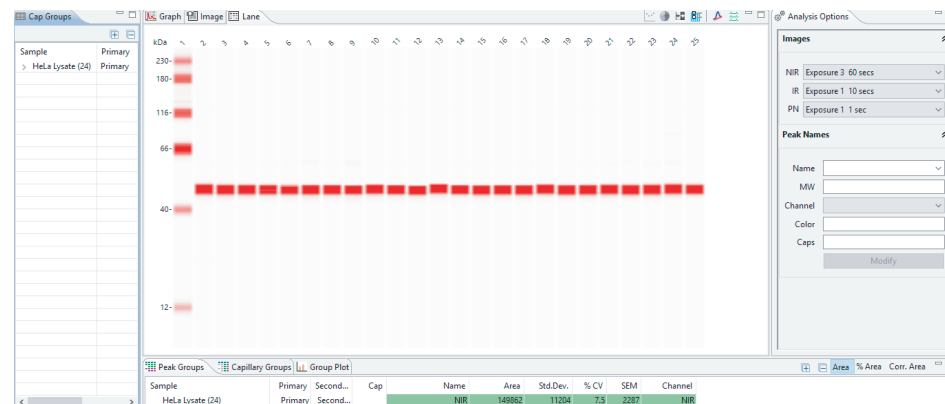 Cap Groups
Graph Image Lane
Analysis Options
Sample Primary
HeLa Lysate (24) Primary
kDa 1 2 3 4 5 6 7 8 9 10 11 12 13 14 15 16 17 18 19 20 21 22 23 24 25
230-
180-
116-
66-
40-
12-
Images
NIR Exposure 3 60 secs
IR Exposure 1 10 secs
PN Exposure 1 1 sec
Peak Names
Name
MW
Channel
Color
Caps
Modify
Peak Groups Capillary Groups Group Plot
Area % Area Corr. Area
Sample Primary Second... Cap Name Area Std.Dev. % CV SEM Channel
HeLa Lysate (24) Primary Second... NIR 149862 11204 7.5 2287 NIR